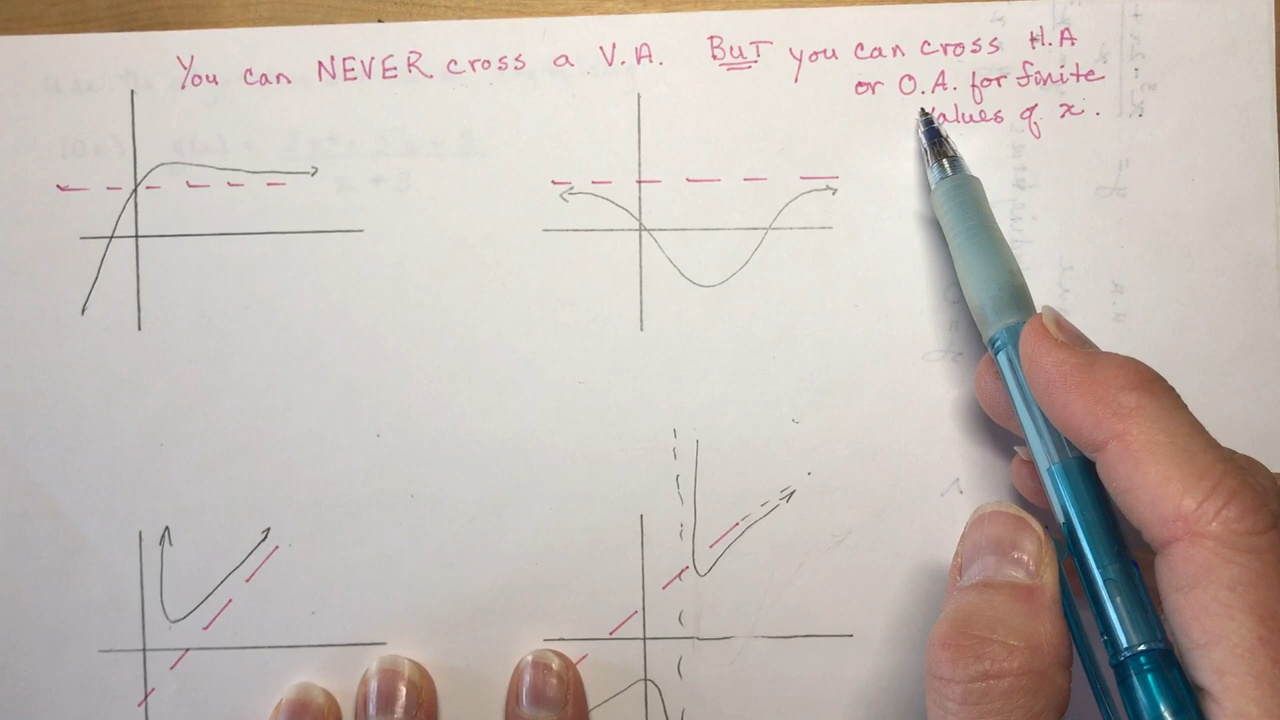 You can NEVER cross a V.A. BUT you can cross H.A
or O.A. for finite
values of x.